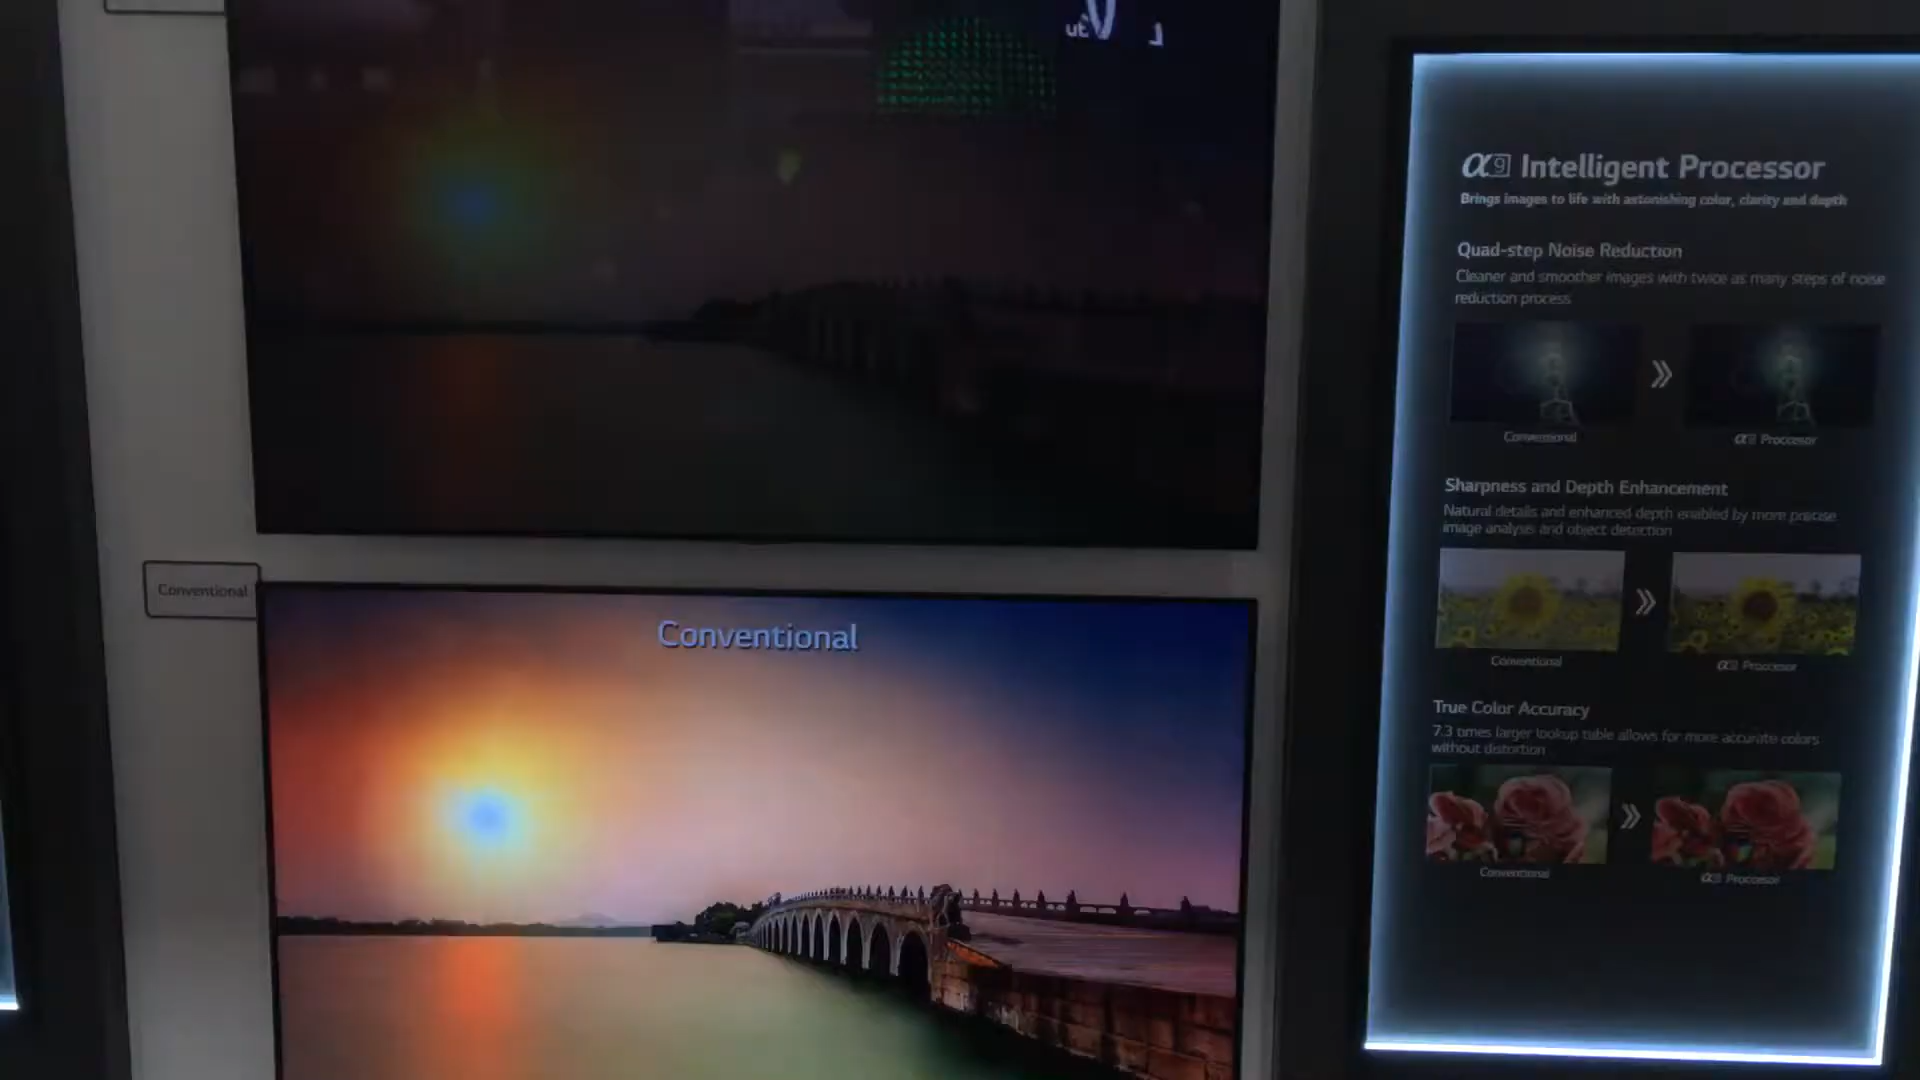 α9 Intelligent Processor
Brings images to life with astonishing color, clarity and depth
Quad-step Noise Reduction
Cleaner and smoother images with twice as many steps of noise
reduction process
Conventional
α9 Processor
Sharpness and Depth Enhancement
Natural details and enhanced depth enabled by more precise
image analysis and object detection
Conventional
α9 Processor
True Color Accuracy
7.3 times larger lookup table allows for more accurate colors
without distortion
Conventional
α9 Processor
Conventional
Conventional